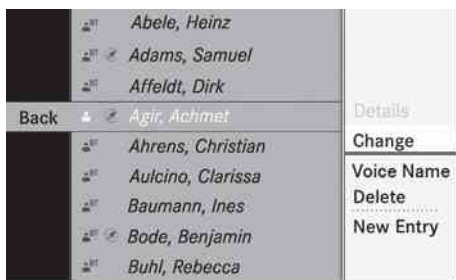 Abele, Heinz
Adams, Samuel
Affeldt, Dirk
Back
Agir, Achmet
Ahrens, Christian
Aulcino, Clarissa
Baumann, Ines
Bode, Benjamin
Buhl, Rebecca
Details
Change
Voice Name
Delete
New Entry